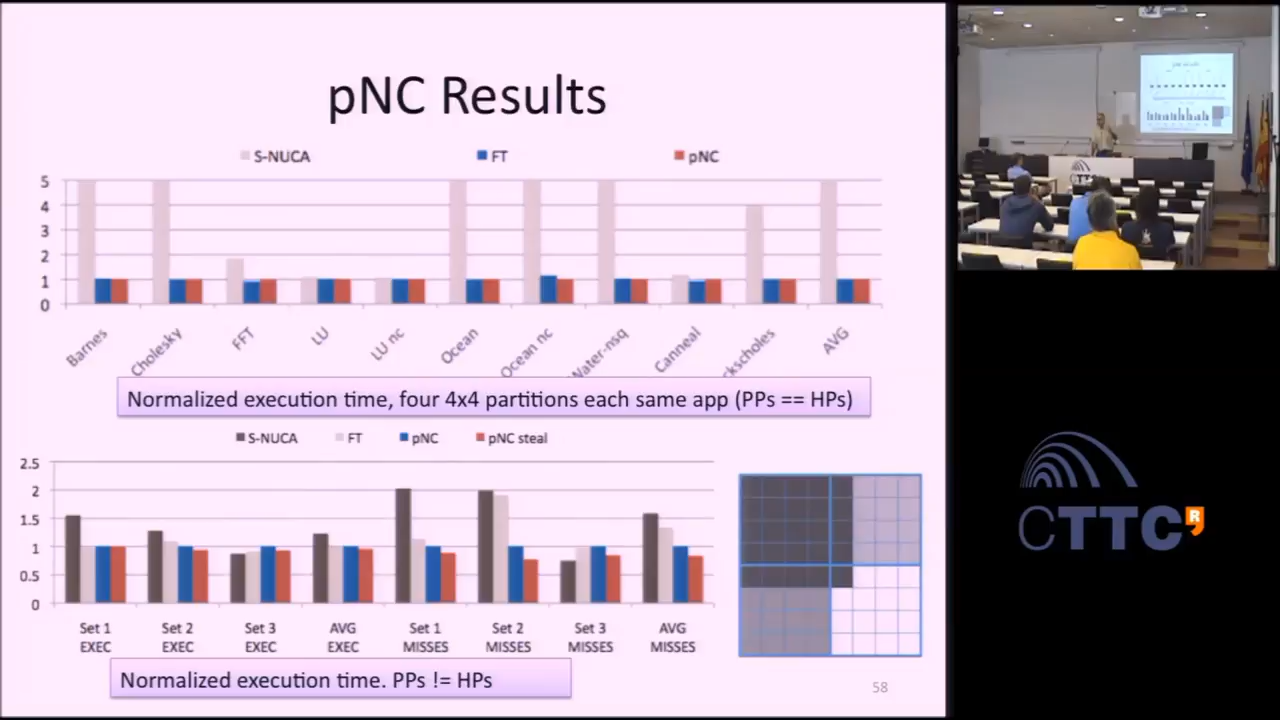 pNC Results
S-NUCA FT pNC
5
4
3
2
1
0
Barnes Cholesky FFT LU LU nc Ocean Ocean nc Water-nsq Canneal ckscholes AVG
Normalized execution time, four 4x4 partitions each same app (PPs == HPs)
S-NUCA FT pNC pNC steal
2.5
2
1.5
1
0.5
0
Set 1 Set 2 Set 3 AVG Set 1 Set 2 Set 3 AVG
EXEC EXEC EXEC EXEC MISSES MISSES MISSES MISSES
Normalized execution time. PPs != HPs
58
CTTC
R
CTTC